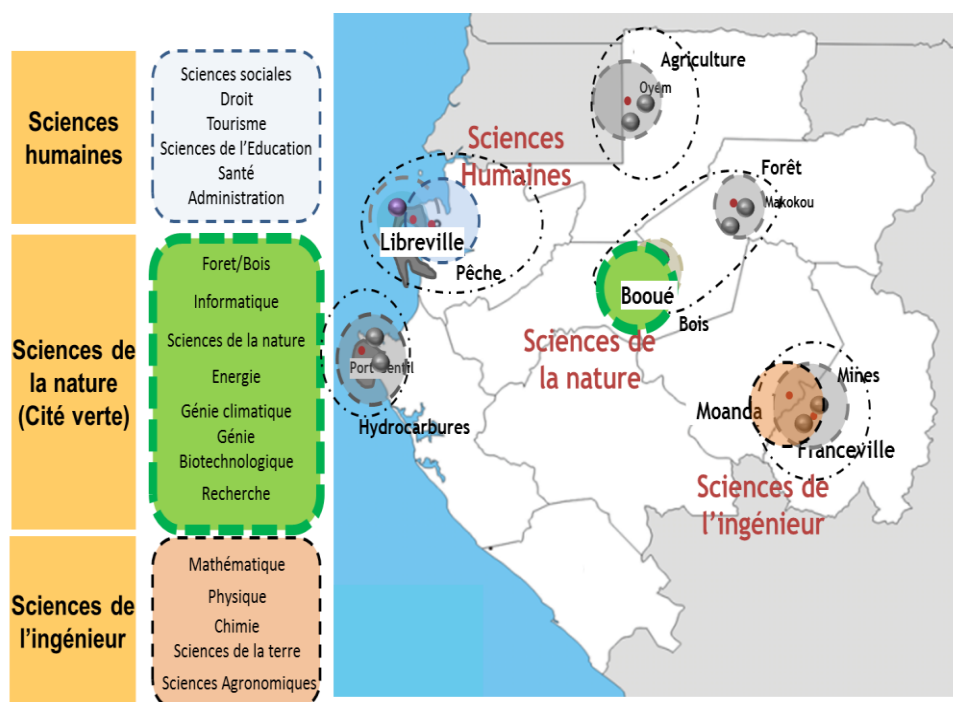 Sciences
humaines
Sciences sociales
Droit
Tourisme
Sciences de l'Education
Santé
Administration
Sciences de
la nature
(Cité verte)
Foret/Bois
Informatique
Sciences de la nature
Energie
Génie climatique
Génie
Biotechnologique
Recherche
Sciences de
l'ingénieur
Mathématique
Physique
Chimie
Sciences de la terre
Sciences Agronomiques
Agriculture
Oyem
Sciences
Humaines
Forêt
Makokou
Libreville
Pêche
Booué
Bois
Sciences de
la nature
Port Gentil
Hydrocarbures
Mines
Moanda
Franceville
Sciences de
l'ingénieur